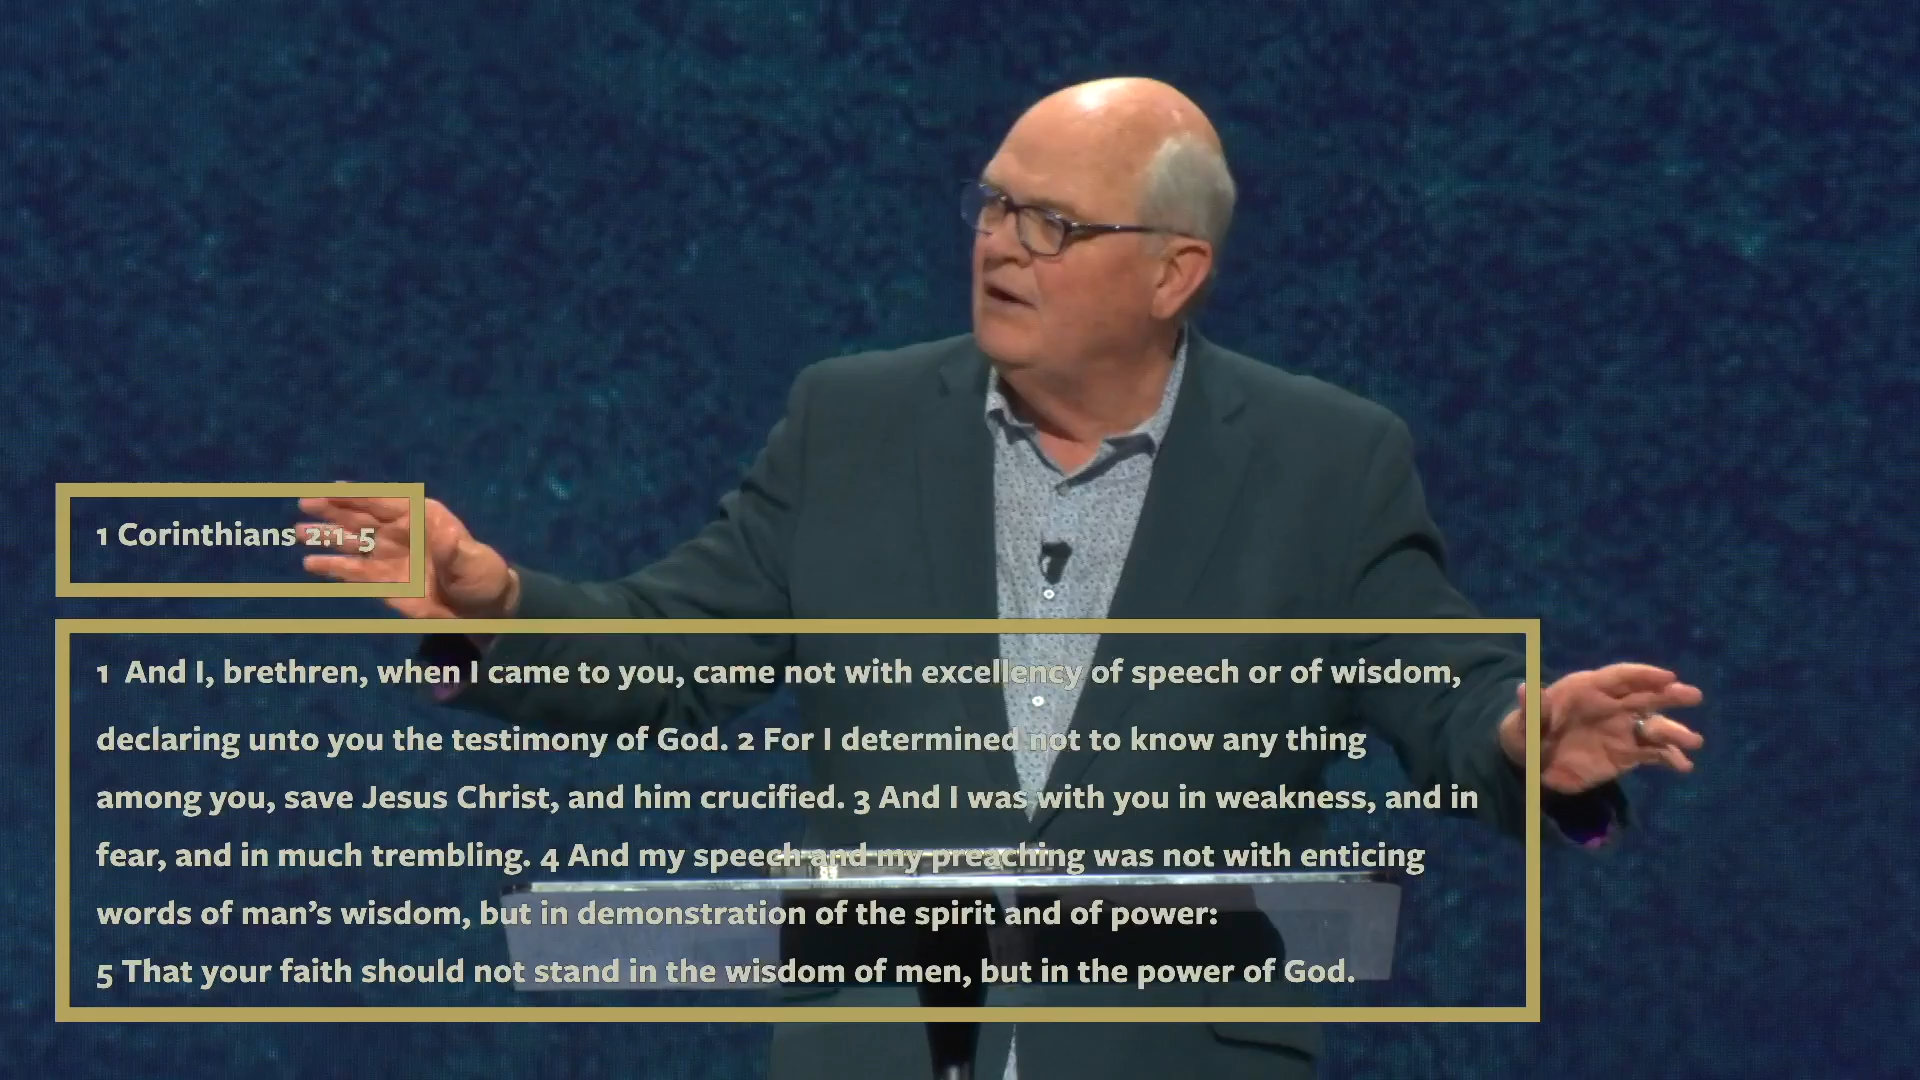 1 Corinthians 2:1-5
1 And I, brethren, when I came to you, came not with excellency of speech or of wisdom,
declaring unto you the testimony of God. 2 For I determined not to know any thing
among you, save Jesus Christ, and him crucified. 3 And I was with you in weakness, and in
fear, and in much trembling. 4 And my speech and my preaching was not with enticing
words of man’s wisdom, but in demonstration of the spirit and of power:
5 That your faith should not stand in the wisdom of men, but in the power of God.